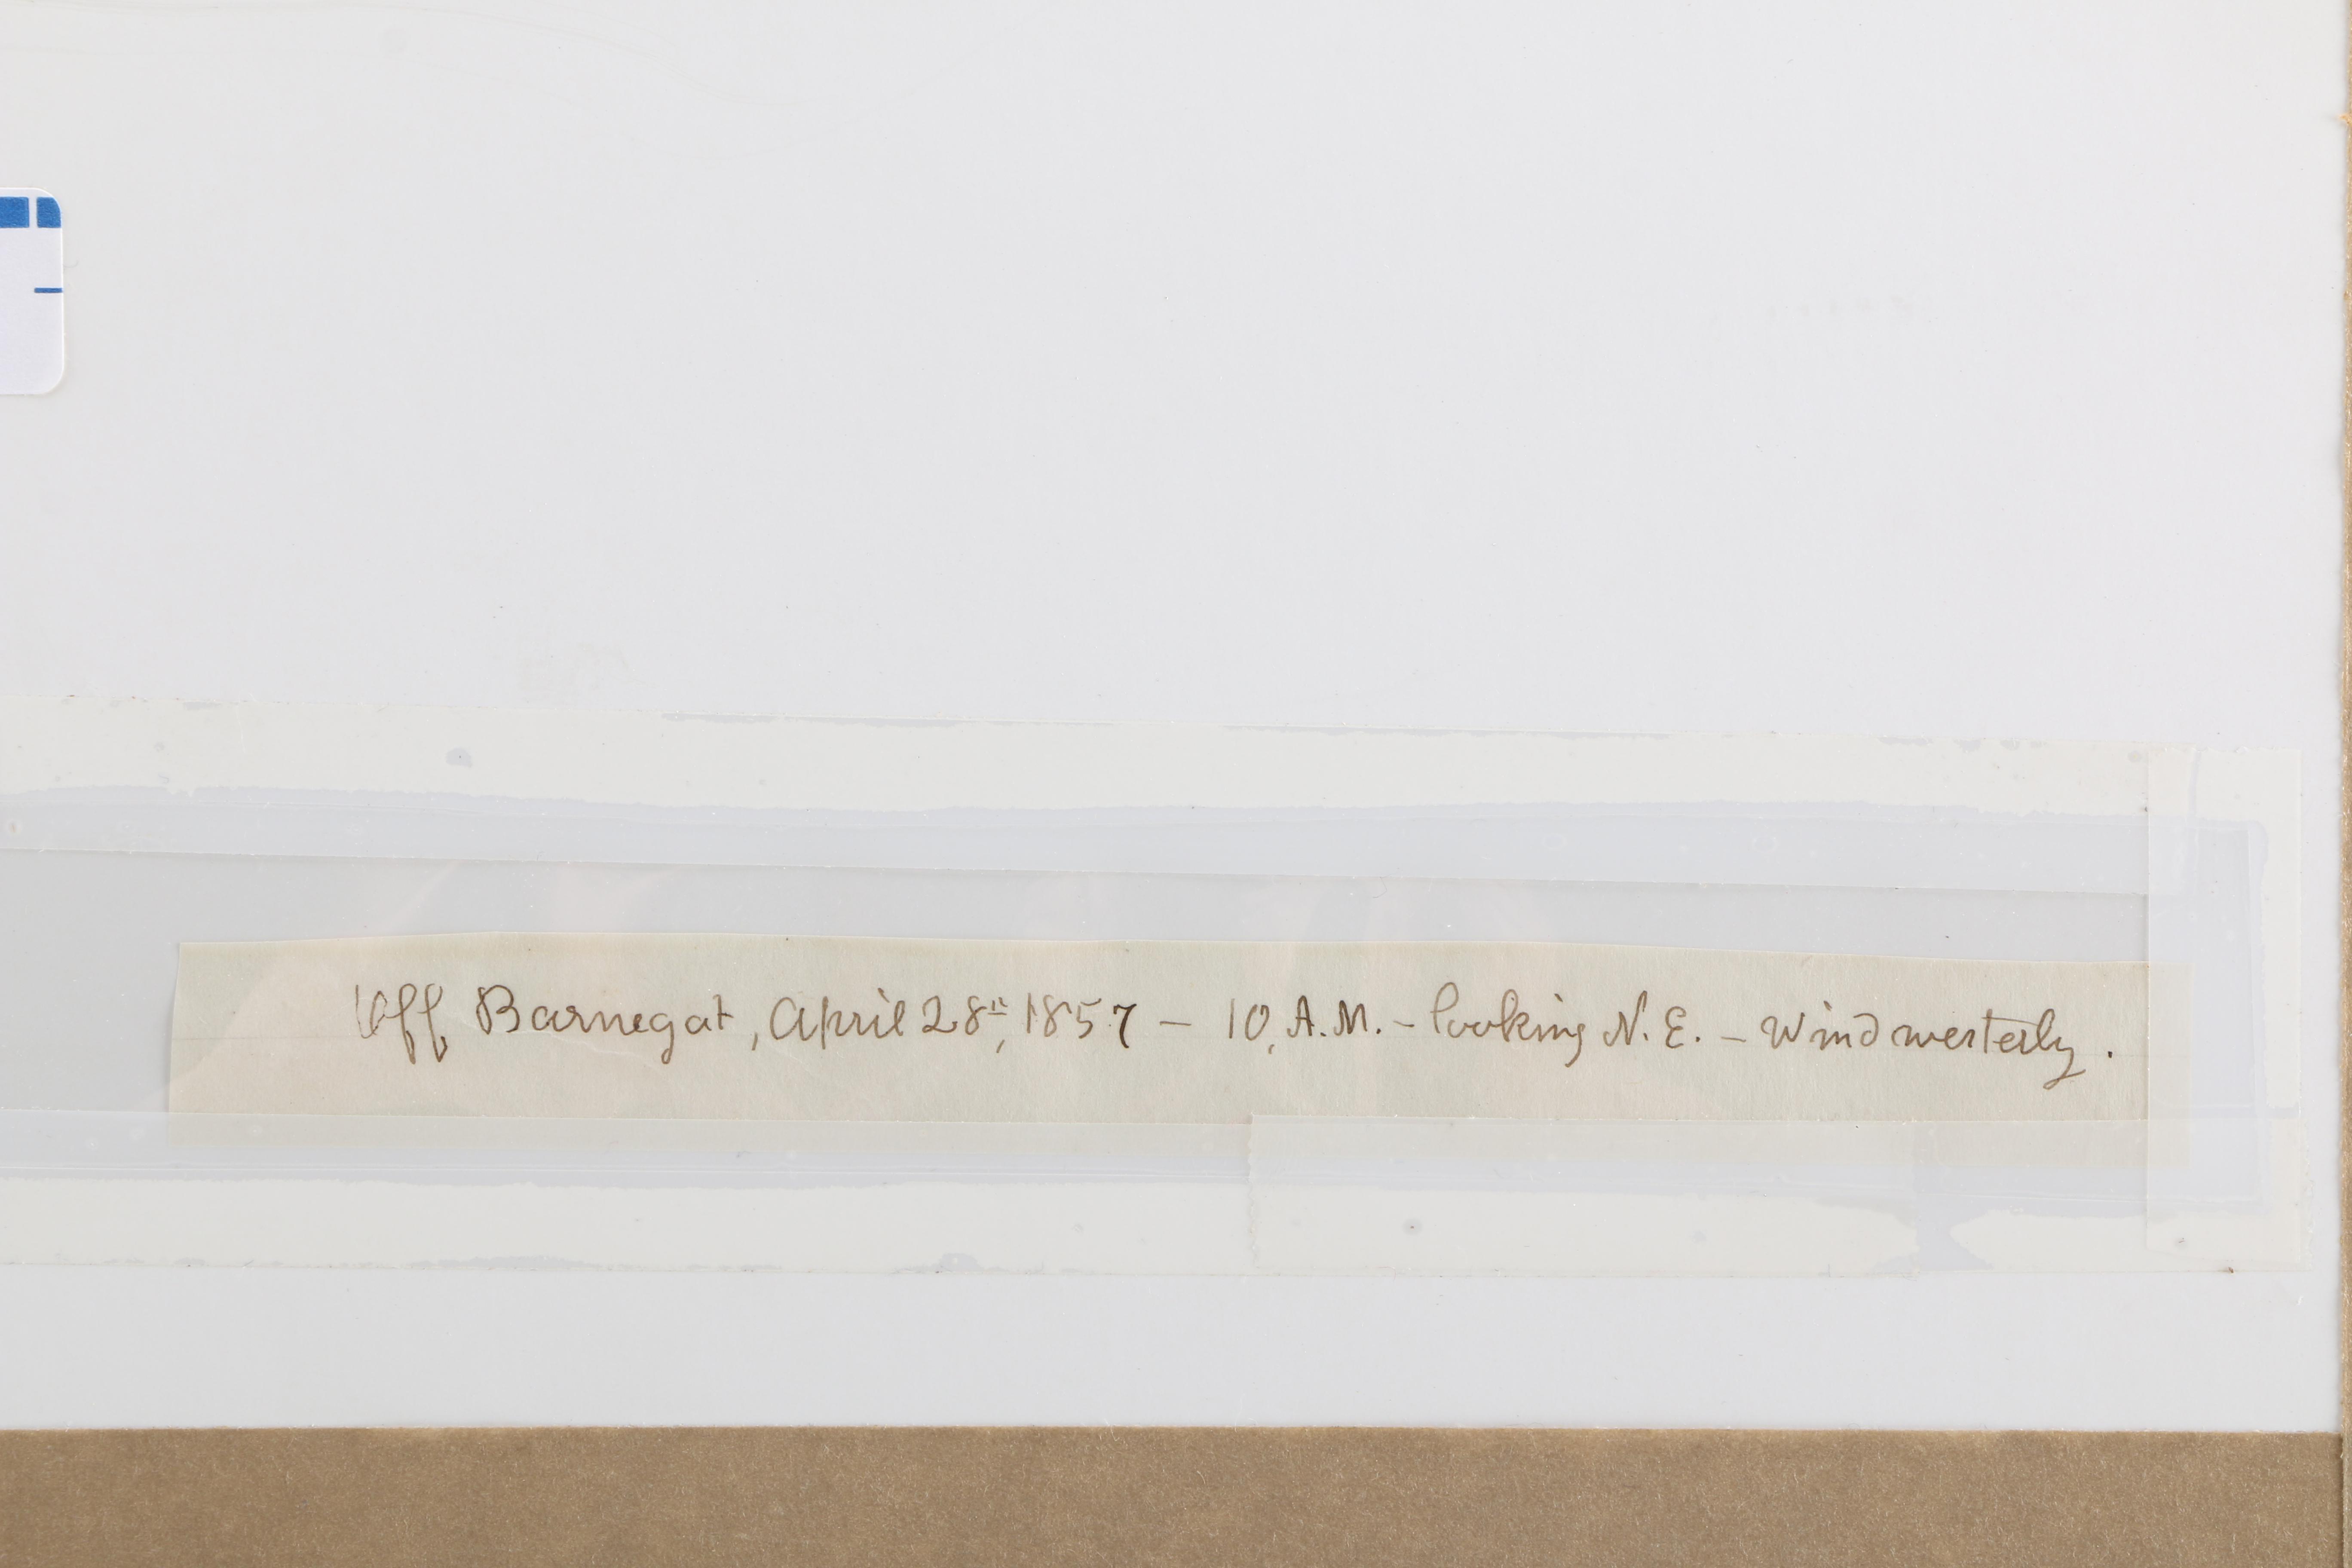 Off Barnegat, April 28th, 1857 – 10, A.M. – looking N.E. – Wind westerly.